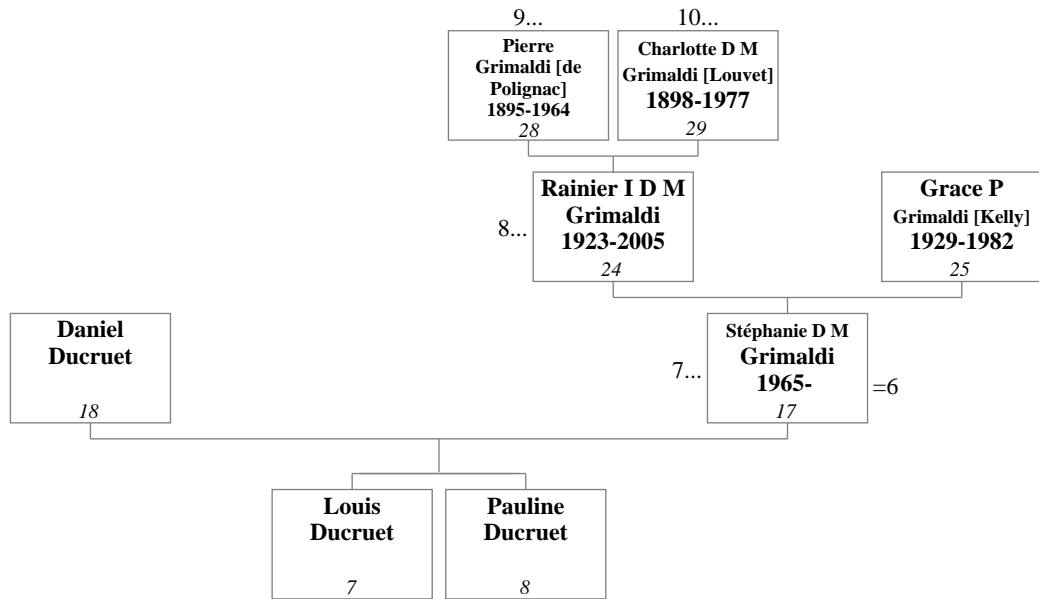 9...
10...
Pierre
Grimaldi [de
Polignac]
1895-1964
28
Charlotte D M
Grimaldi [Louvet]
1898-1977
29
8...
Rainier I D M
Grimaldi
1923-2005
24
Grace P
Grimaldi [Kelly]
1929-1982
25
Daniel
Ducruet
18
7...
Stéphanie D M
Grimaldi
1965-
17
=6
Louis
Ducruet
7
Pauline
Ducruet
8